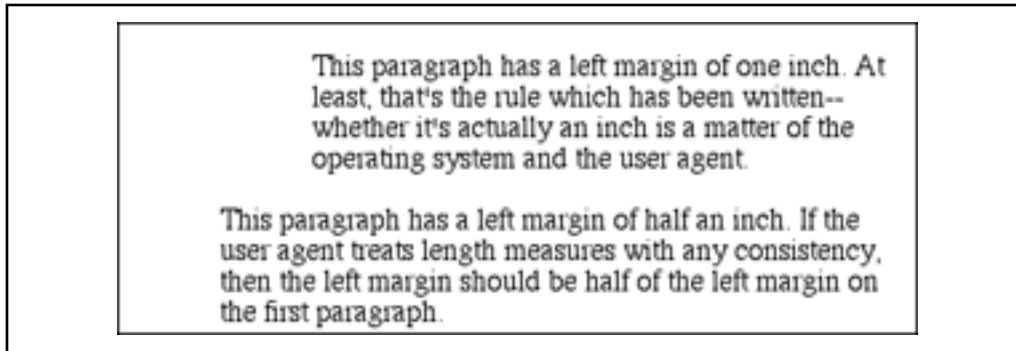 This paragraph has a left margin of one inch. At
least, that's the rule which has been written--
whether it's actually an inch is a matter of the
operating system and the user agent.
This paragraph has a left margin of half an inch. If the
user agent treats length measures with any consistency,
then the left margin should be half of the left margin on
the first paragraph.